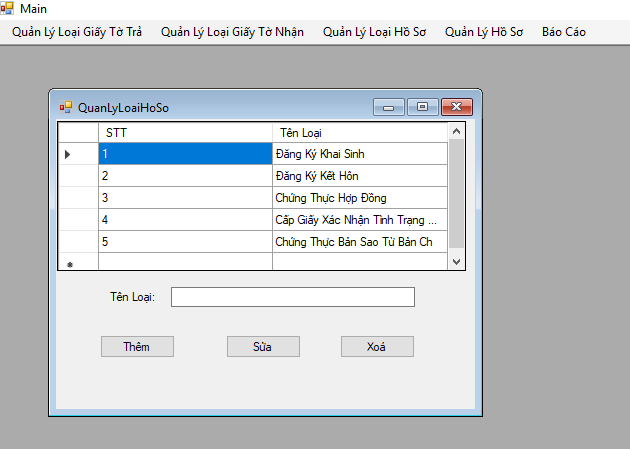 Main
Quản Lý Loại Giấy Tờ Trả Quản Lý Loại Giấy Tờ Nhận Quản Lý Loại Hồ Sơ Quản Lý Hồ Sơ Báo Cáo
QuanLyLoaiHoSo
STT Tên Loại
1 Đăng Ký Khai Sinh
2 Đăng Ký Kết Hôn
3 Chứng Thực Hợp Đồng
4 Cấp Giấy Xác Nhận Tình Trạng ...
5 Chứng Thực Bản Sao Từ Bản Ch
Tên Loại:
Thêm Sửa Xoá